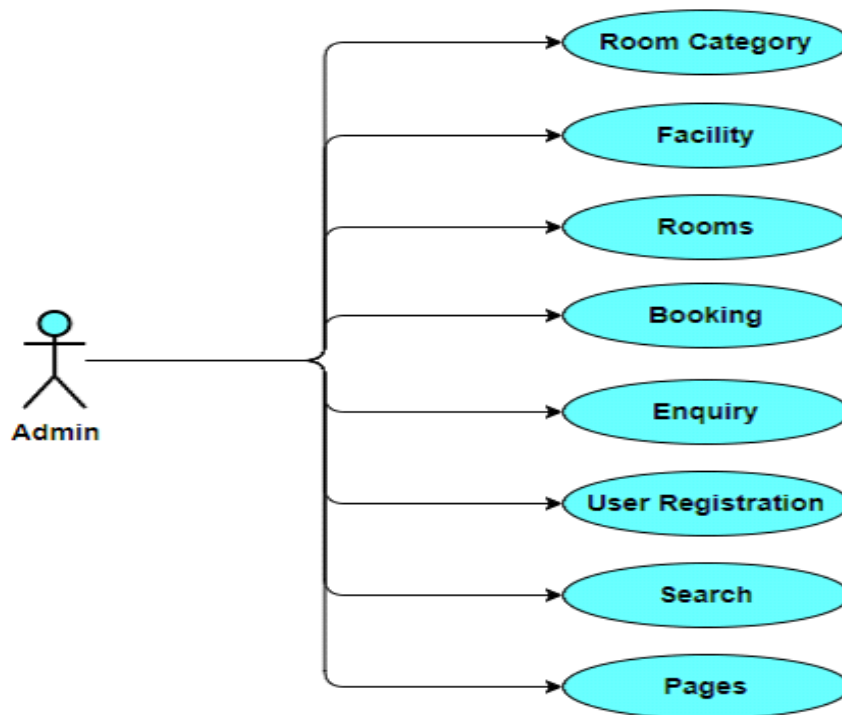 Room Category
Facility
Rooms
Booking
Admin
Enquiry
User Registration
Search
Pages